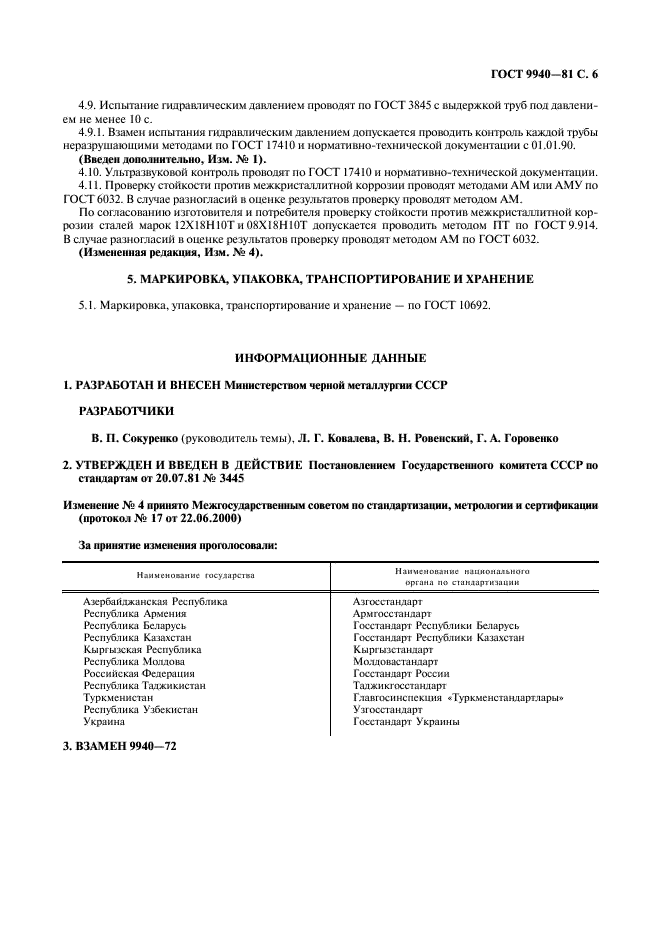 ГОСТ 9940—81 С. 6
4.9. Испытание гидравлическим давлением проводят по ГОСТ 3845 с выдержкой труб под давлени-
ем не менее 10 с.
4.9.1. Взамен испытания гидравлическим давлением допускается проводить контроль каждой трубы
неразрушающими методами по ГОСТ 17410 и нормативно-технической документации с 01.01.90.
(Введен дополнительно, Изм. № 1).
4.10. Ультразвуковой контроль проводят по ГОСТ 17410 и нормативно-технической документации.
4.11. Проверку стойкости против межкристаллитной коррозии проводят методами АМ или АМУ по
ГОСТ 6032. В случае разногласий в оценке результатов проверку проводят методом АМ.
По согласованию изготовителя и потребителя проверку стойкости против межкристаллитной кор-
розии сталей марок 12Х18Н10Т и 08Х18Н10Т допускается проводить методом ПТ по ГОСТ 9.914.
В случае разногласий в оценке результатов проверку проводят методом АМ по ГОСТ 6032.
(Измененная редакция, Изм. № 4).
5. МАРКИРОВКА, УПАКОВКА, ТРАНСПОРТИРОВАНИЕ И ХРАНЕНИЕ
5.1. Маркировка, упаковка, транспортирование и хранение — по ГОСТ 10692.
ИНФОРМАЦИОННЫЕ ДАННЫЕ
1. РАЗРАБОТАН И ВНЕСЕН Министерством черной металлургии СССР
РАЗРАБОТЧИКИ
В. П. Сокуренко (руководитель темы), Л. Г. Ковалева, В. Н. Ровенский, Г. А. Горовенко
2. УТВЕРЖДЕН И ВВЕДЕН В ДЕЙСТВИЕ Постановлением Государственного комитета СССР по
стандартам от 20.07.81 № 3445
Изменение № 4 принято Межгосударственным советом по стандартизации, метрологии и сертификации
(протокол № 17 от 22.06.2000)
За принятие изменения проголосовали:
Наименование государства
Наименование национального
органа по стандартизации
Азербайджанская Республика Азгосстандарт
Республика Армения Армгосстандарт
Республика Беларусь Госстандарт Республики Беларусь
Республика Казахстан Госстандарт Республики Казахстан
Кыргызская Республика Кыргызстандарт
Республика Молдова Молдовастандарт
Российская Федерация Госстандарт России
Республика Таджикистан Таджикгосстандарт
Туркменистан Главгосинспекция «Туркменстандартлары»
Республика Узбекистан Узгосстандарт
Украина Госстандарт Украины
3. ВЗАМЕН 9940—72